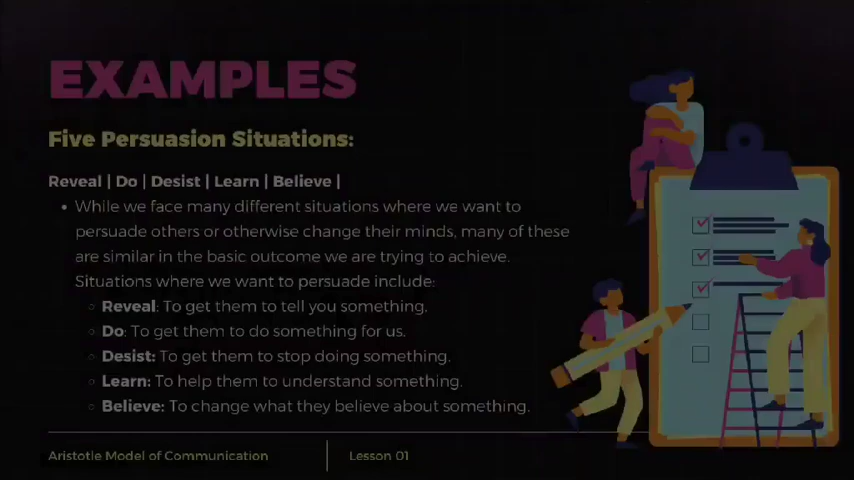 EXAMPLES
Five Persuasion Situations:
Reveal | Do | Desist | Learn | Believe |
• While we face many different situations where we want to
persuade others or otherwise change their minds, many of these
are similar in the basic outcome we are trying to achieve.
Situations where we want to persuade include:
○ Reveal: To get them to tell you something.
○ Do: To get them to do something for us.
○ Desist: To get them to stop doing something.
○ Learn: To help them to understand something.
○ Believe: To change what they believe about something.
Aristotle Model of Communication
Lesson 01